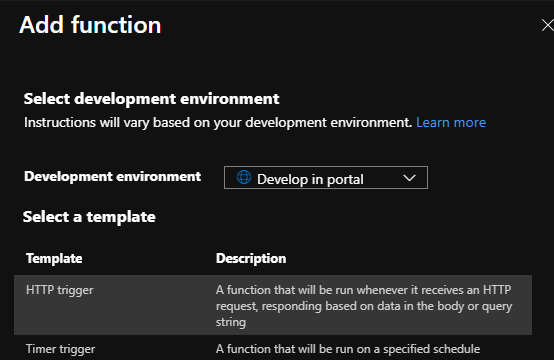 Add function
Select development environment
Instructions will vary based on your development environment. Learn more
Development environment
Develop in portal
Select a template
Template Description
HTTP trigger A function that will be run whenever it receives an HTTP
request, responding based on data in the body or query
string
Timer trigger A function that will be run on a specified schedule